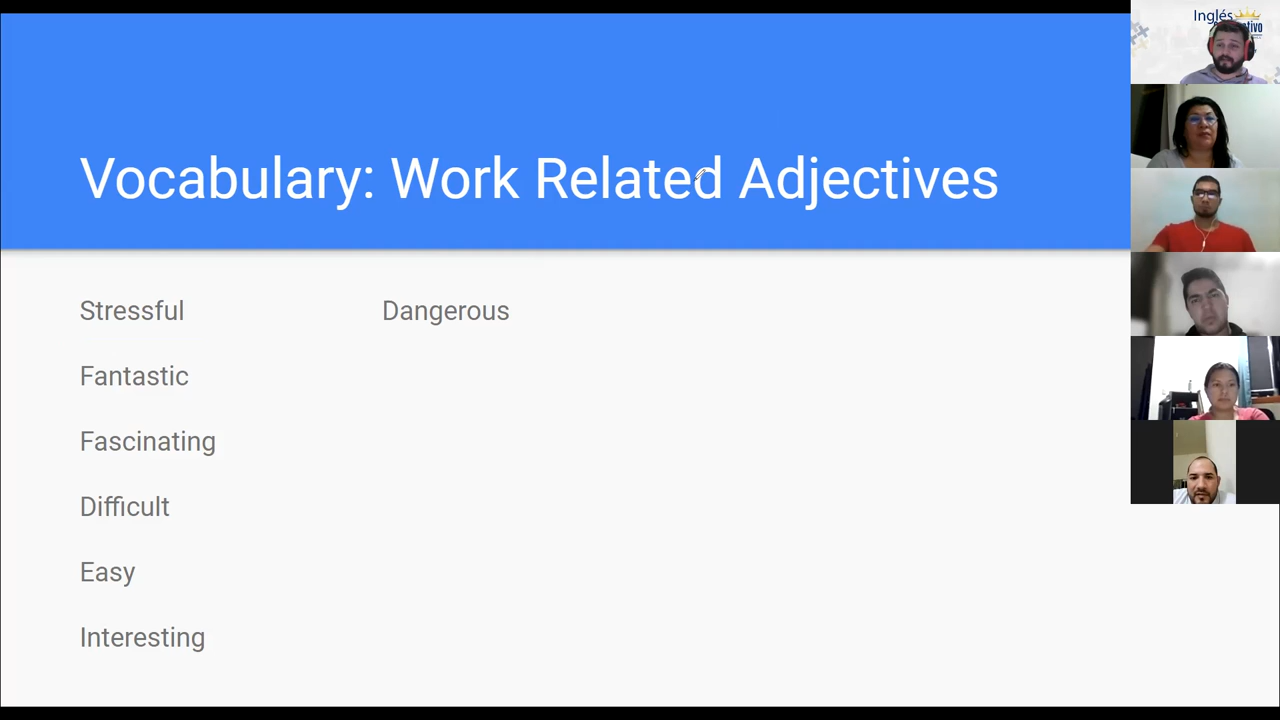 Vocabulary: Work Related Adjectives
Stressful
Fantastic
Fascinating
Difficult
Easy
Interesting
Dangerous
Inglés